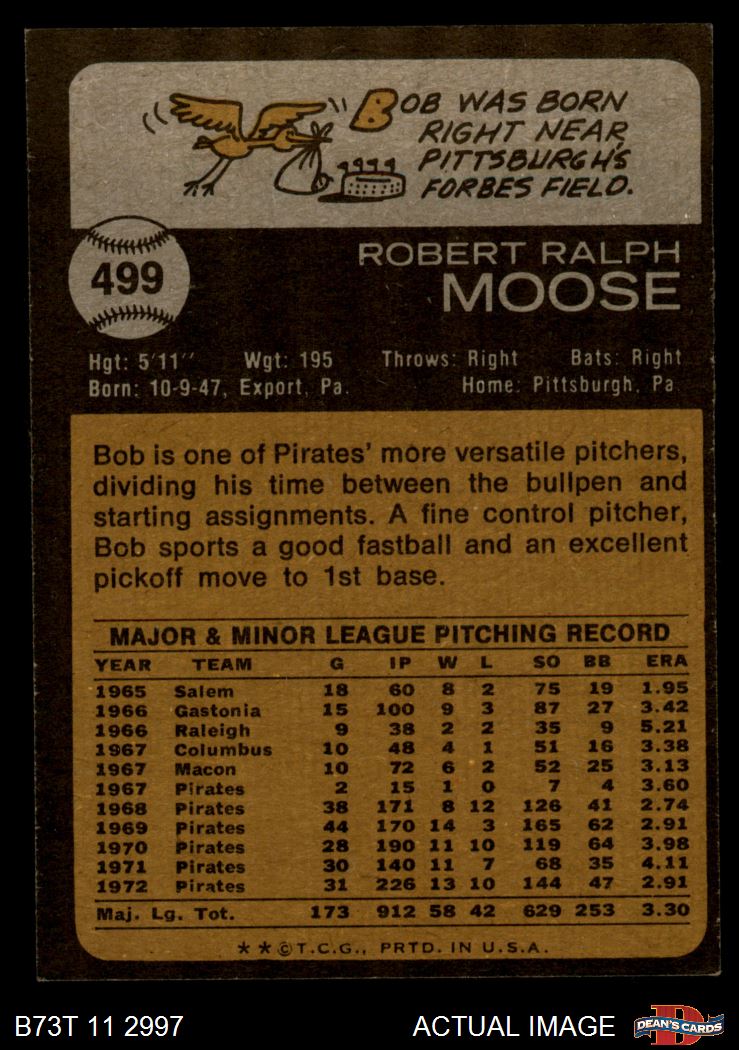 BOB WAS BORN
RIGHT NEAR
PITTSBURGH'S
FORBES FIELD.
499
ROBERT RALPH
MOOSE
Hgt: 5'11" Wgt: 195 Throws: Right Bats: Right
Born: 10-9-47, Export, Pa. Home: Pittsburgh, Pa
Bob is one of Pirates' more versatile pitchers,
dividing his time between the bullpen and
starting assignments. A fine control pitcher,
Bob sports a good fastball and an excellent
pickoff move to 1st base.
MAJOR & MINOR LEAGUE PITCHING RECORD
YEAR TEAM G IP W L SO BB ERA
1965 Salem 18 60 8 2 75 19 1.95
1966 Gastonia 15 100 9 3 87 27 3.42
1966 Raleigh 9 38 2 2 35 9 5.21
1967 Columbus 10 48 4 1 51 16 3.38
1967 Macon 10 72 6 2 52 25 3.13
1967 Pirates 2 15 1 0 7 4 3.60
1968 Pirates 38 171 8 12 126 41 2.74
1969 Pirates 44 170 14 3 165 62 2.91
1970 Pirates 28 190 11 10 119 64 3.98
1971 Pirates 30 140 11 7 68 35 4.11
1972 Pirates 31 226 13 10 144 47 2.91
Maj. Lg. Tot. 173 912 58 42 629 253 3.30
**©T.C.G., PRTD. IN U.S.A.
B73T 11 2997 ACTUAL IMAGE D DEAN'S CARDS